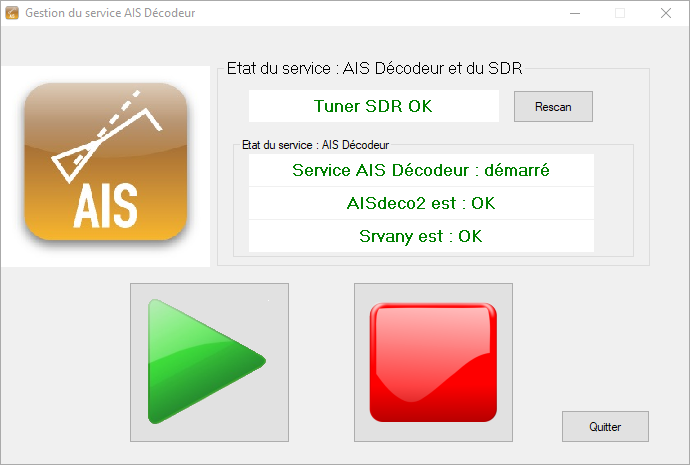 Gestion du service AIS Décodeur
Etat du service : AIS Décodeur et du SDR
Tuner SDR OK
Rescan
Etat du service : AIS Décodeur
Service AIS Décodeur : démarré
AISdeco2 est : OK
Srvany est : OK
AIS
Quitter